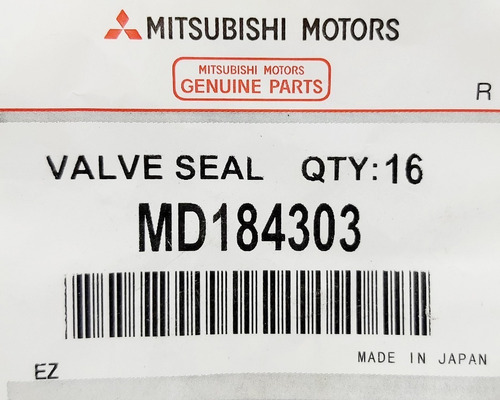 MITSUBISHI MOTORS
MITSUBISHI MOTORS
GENUINE PARTS
R
VALVE SEAL QTY:16
MD184303
MADE IN JAPAN
EZ